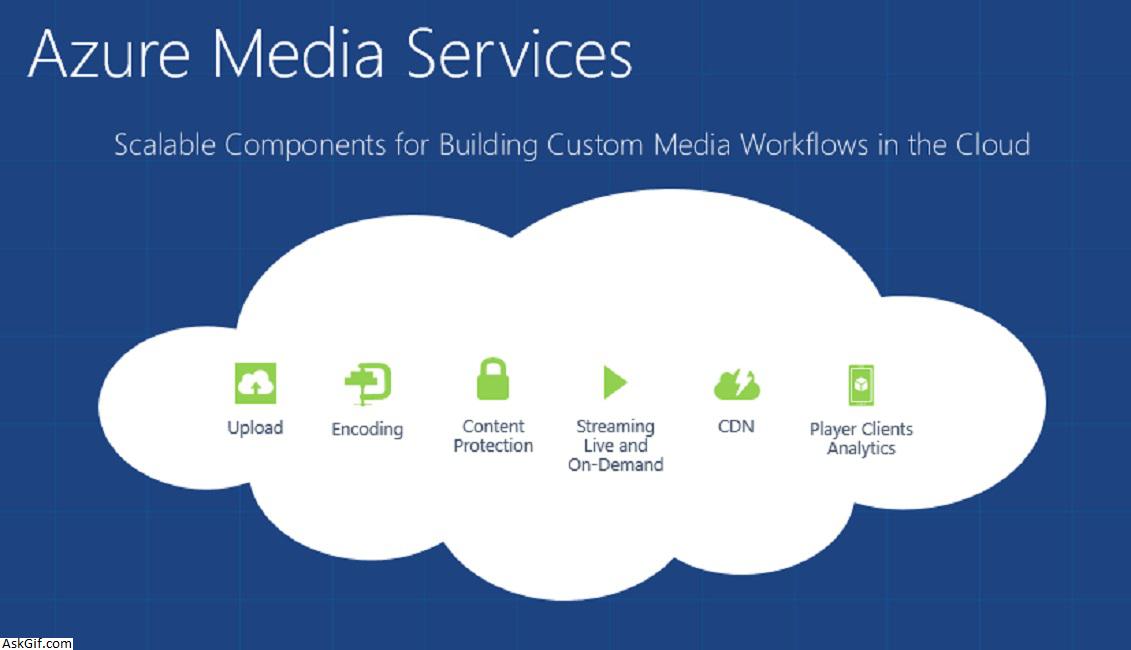 Azure Media Services
Scalable Components for Building Custom Media Workflows in the Cloud
Upload
Encoding
Content
Protection
Streaming
Live and
On-Demand
CDN
Player Clients
Analytics
AskGif.com